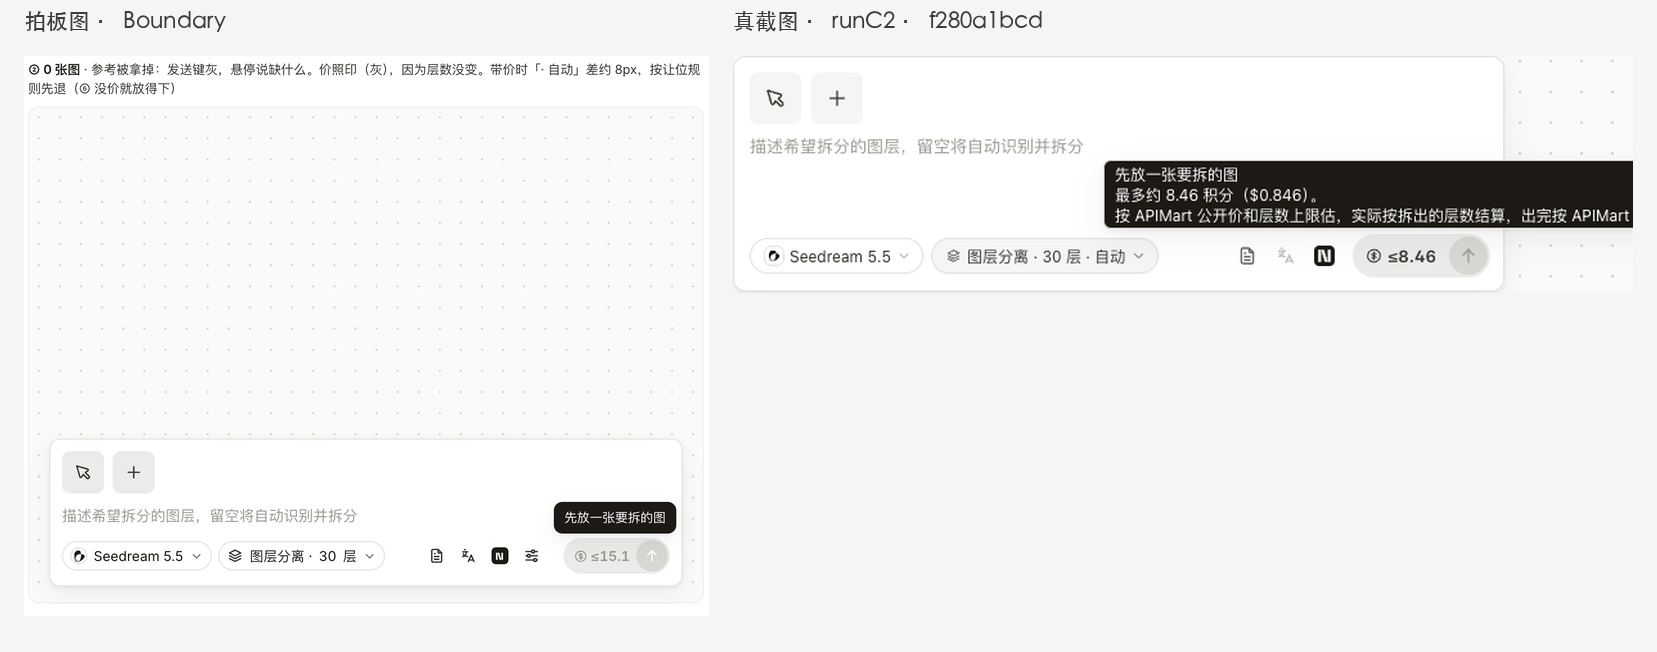 拍板图 · Boundary
② 0 张图 · 参考被拿掉：发送键灰，悬停说缺什么。价照印（灰），因为层数没变。带价时「· 自动」差约 8px，按让位规
则先退（⑥ 没价就放得下）
描述希望拆分的图层，留空将自动识别并拆分
先放一张要拆的图
Seedream 5.5
图层分离 · 30 层
N
≤15.1
真截图 · runC2 · f280a1bcd
描述希望拆分的图层，留空将自动识别并拆分
先放一张要拆的图
最多约 8.46 积分（$0.846）。
按 APIMart 公开价和层数上限估，实际按拆出的层数结算，出完按 APIMart
Seedream 5.5
图层分离 · 30 层 · 自动
N
≤8.46